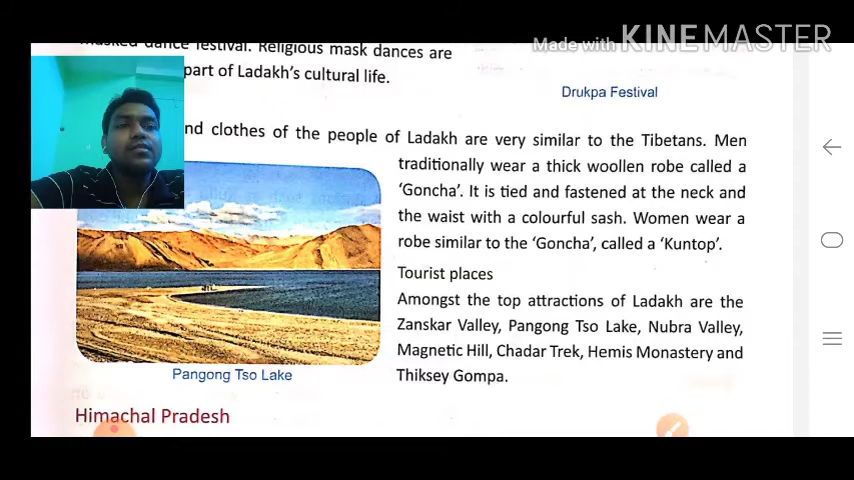 Made with KINEMASTER
masked dance festival. Religious mask dances are
part of Ladakh's cultural life.
Drukpa Festival
nd clothes of the people of Ladakh are very similar to the Tibetans. Men
traditionally wear a thick woollen robe called a
'Goncha'. It is tied and fastened at the neck and
the waist with a colourful sash. Women wear a
robe similar to the 'Goncha', called a 'Kuntop'.
Tourist places
Amongst the top attractions of Ladakh are the
Zanskar Valley, Pangong Tso Lake, Nubra Valley,
Magnetic Hill, Chadar Trek, Hemis Monastery and
Thiksey Gompa.
Pangong Tso Lake
Himachal Pradesh